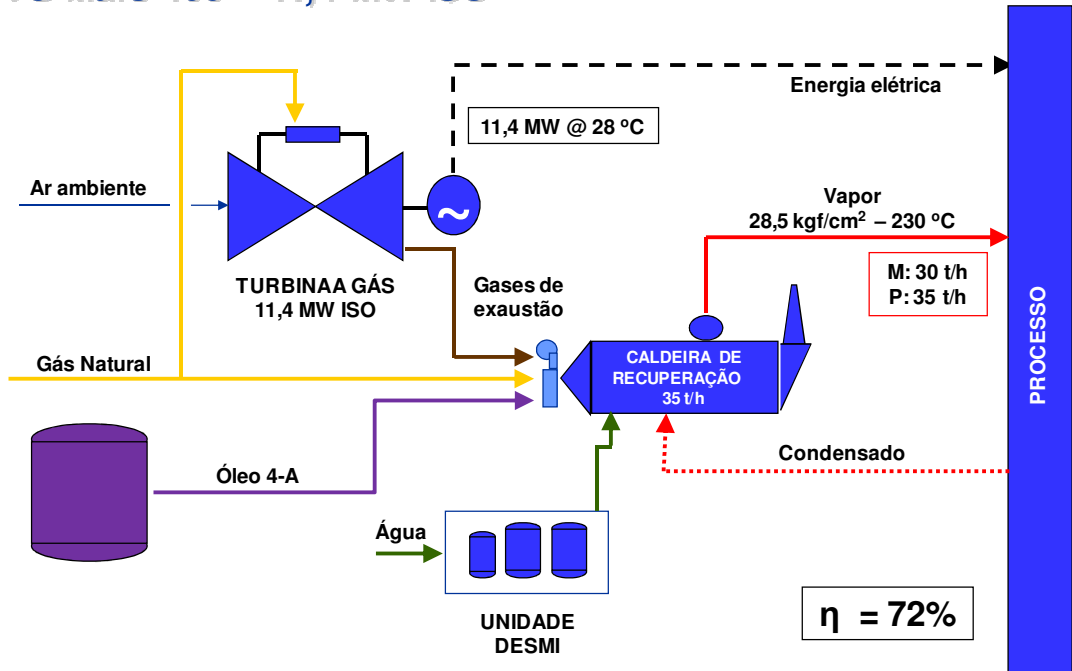 Energia elétrica
11,4 MW @ 28 ºC
Ar ambiente
~
Vapor
28,5 kgf/cm² – 230 ºC
TURBINAA GÁS
11,4 MW ISO
Gases de
exaustão
M: 30 t/h
P: 35 t/h
Gás Natural
CALDEIRA DE
RECUPERAÇÃO
35 t/h
PROCESSO
Condensado
Óleo 4-A
Água
UNIDADE
DESMI
η = 72%